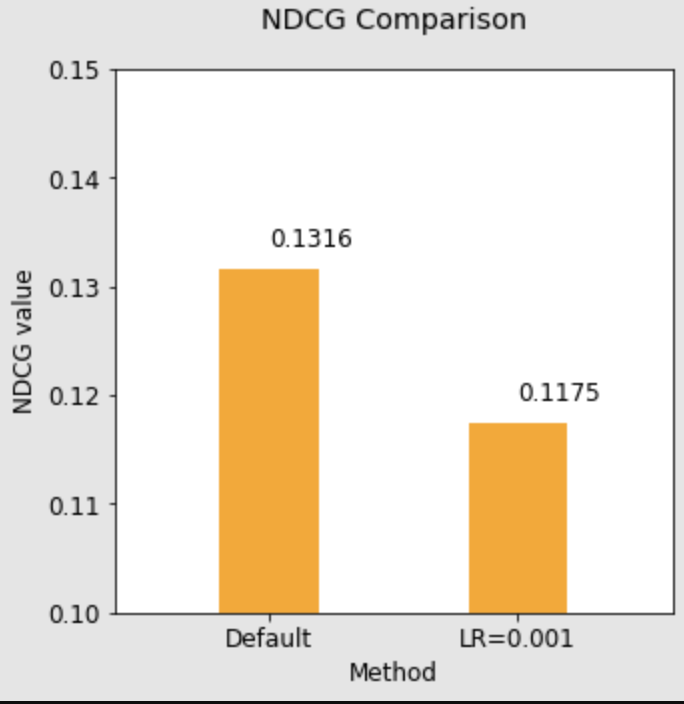 NDCG Comparison
0.15
0.14
0.13
0.12
0.11
0.10
NDCG value
0.1316
0.1175
Default LR=0.001
Method